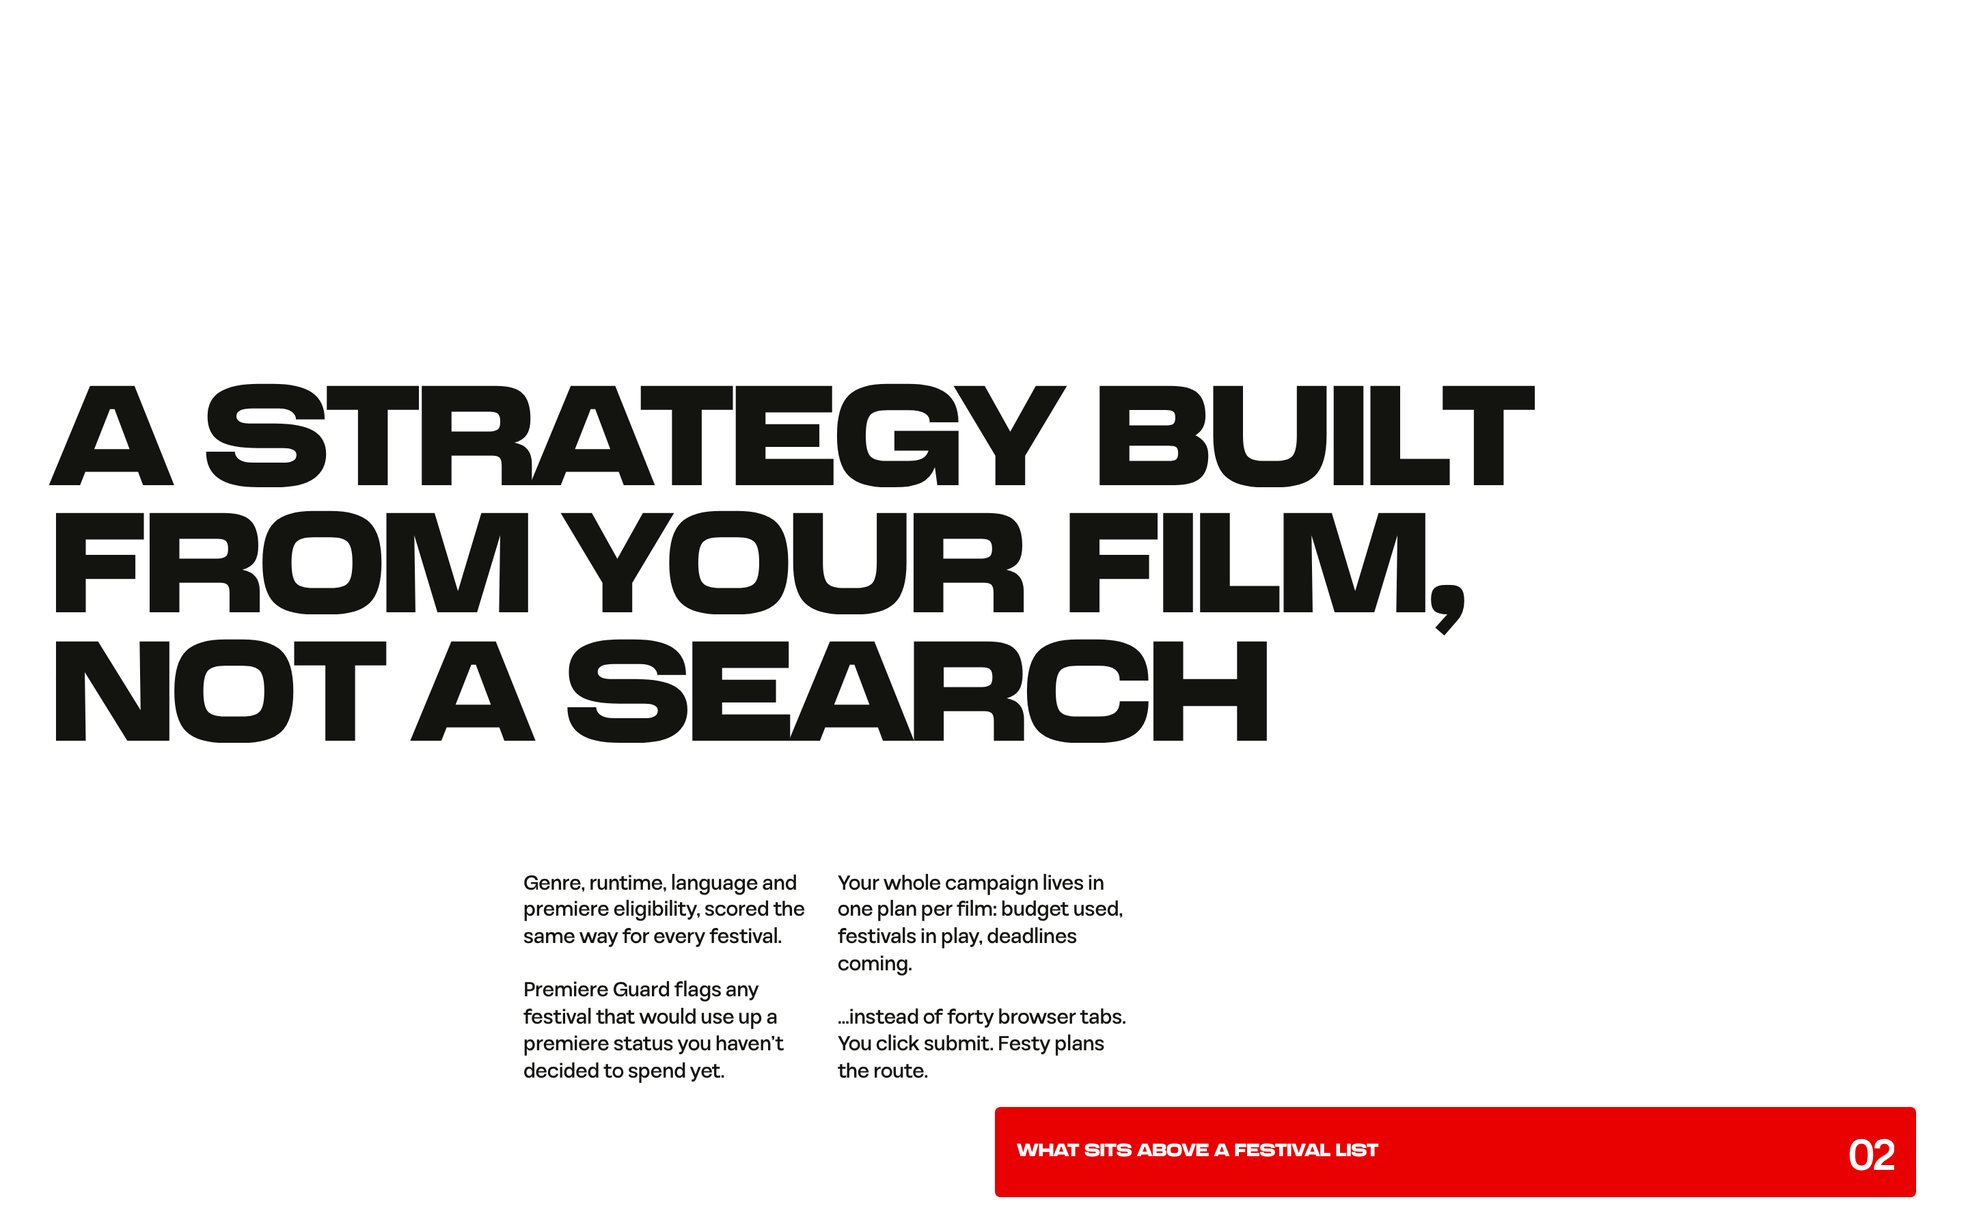 A STRATEGY BUILT
FROM YOUR FILM,
NOT A SEARCH
Genre, runtime, language and
premiere eligibility, scored the
same way for every festival.
Premiere Guard flags any
festival that would use up a
premiere status you haven’t
decided to spend yet.
Your whole campaign lives in
one plan per film: budget used,
festivals in play, deadlines
coming.
…instead of forty browser tabs.
You click submit. Festy plans
the route.
WHAT SITS ABOVE A FESTIVAL LIST
02